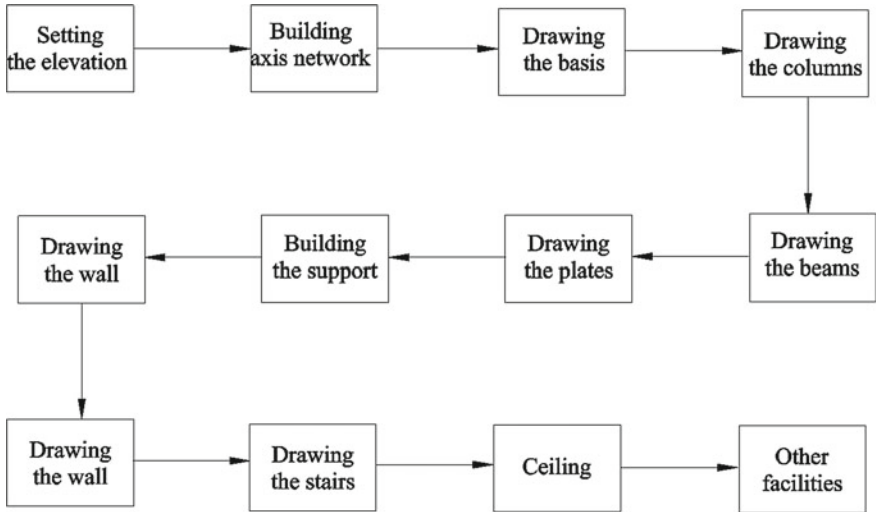 Setting
the elevation
Building
axis network
Drawing
the basis
Drawing
the columns
Drawing
the wall
Building
the support
Drawing
the plates
Drawing
the beams
Drawing
the wall
Drawing
the stairs
Ceiling
Other
facilities